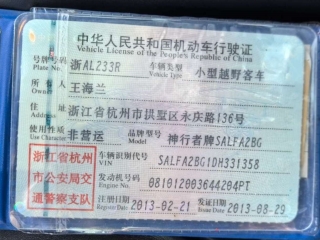 中华人民共和国机动车行驶证
Vehicle License of the People's Republic of China
号牌号码 浙AL233R 车辆类型 小型越野客车
Plate No. Vehicle Type
所有人 王海兰
住址 浙江省杭州市拱墅区永庆路136号
使用性质 非营运 品牌型号 神行者牌SALFA2BG
Model
浙江省杭州
市公安局交
通警察支队
车辆识别代号 SALFA2BG1DH331358
VIN
发动机号码 081012003644204PT
Engine No.
注册日期 2013-02-21 发证日期 2013-08-29
Register Date Issue Date